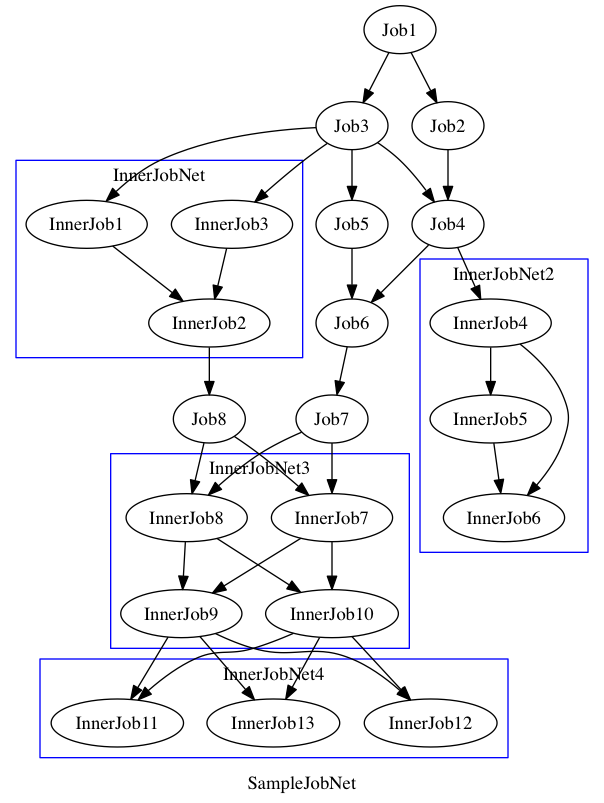 Job1
Job3
Job2
InnerJobNet
InnerJob1
InnerJob3
Job5
Job4
InnerJobNet2
InnerJob2
Job6
InnerJob4
Job8
Job7
InnerJob5
InnerJobNet3
InnerJob8
InnerJob7
InnerJob6
InnerJob9
InnerJob10
InnerJobNet4
InnerJob11
InnerJob13
InnerJob12
SampleJobNet